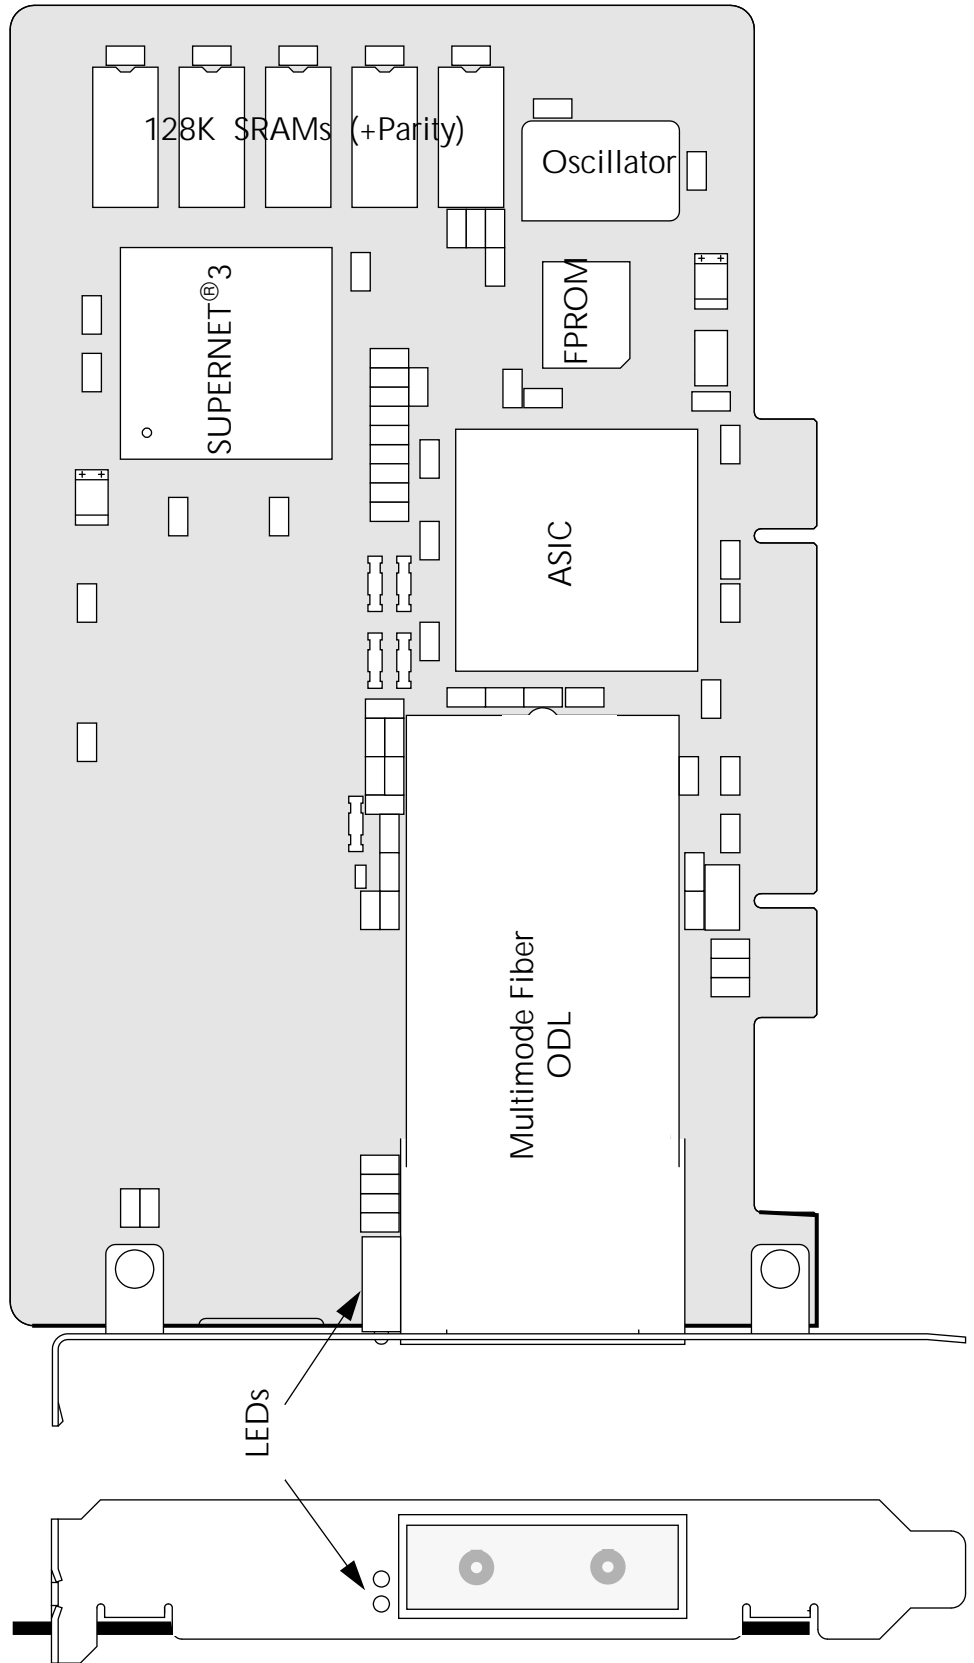 128K SRAMs (+Parity)
Oscillator
SUPERNET®3
FPROM
ASIC
Multimode Fiber
ODL
LEDs